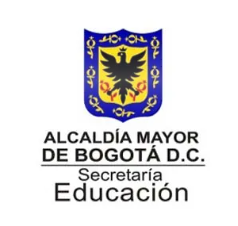 ALCALDÍA MAYOR
DE BOGOTÁ D.C.
Secretaría
Educación